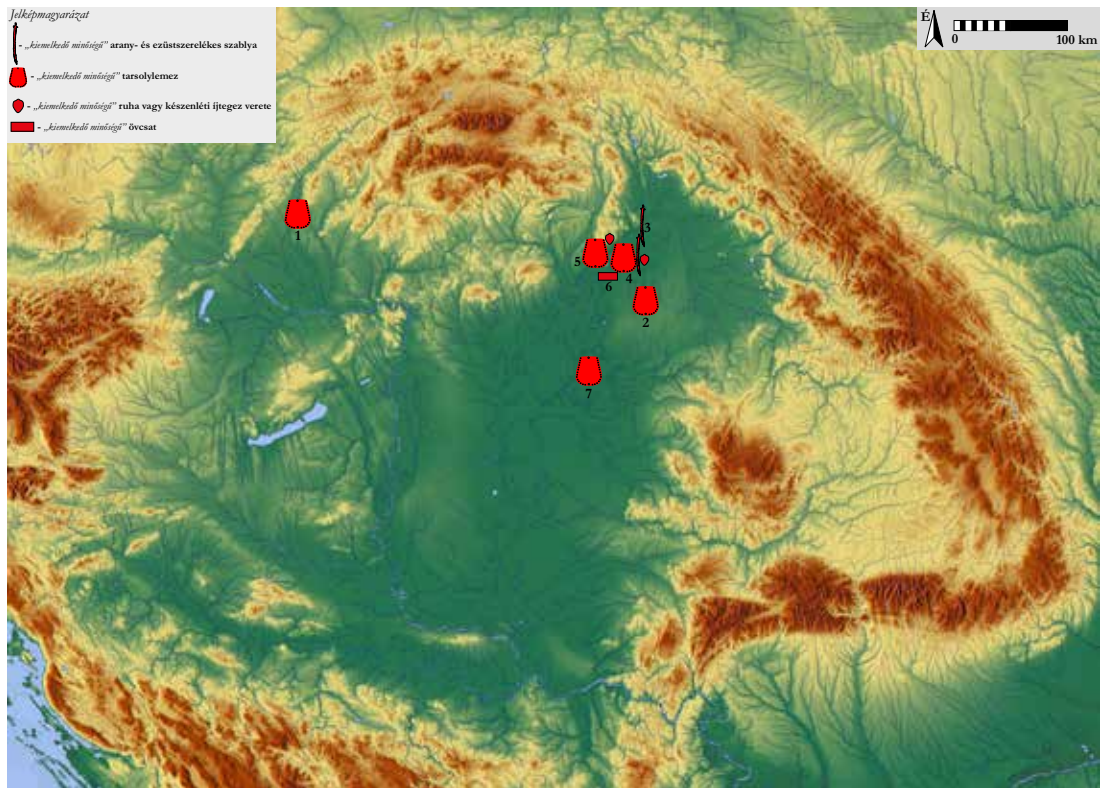 Jelképmagyarázat
- „kiemelkedő minőségű” arany- és ezüstszerelékes szablya
- „kiemelkedő minőségű” tarsolylemez
- „kiemelkedő minőségű” ruha vagy készenléti íjtegez verete
- „kiemelkedő minőségű” övcsat
É
0 100 km
1
3
5
4
6
2
7